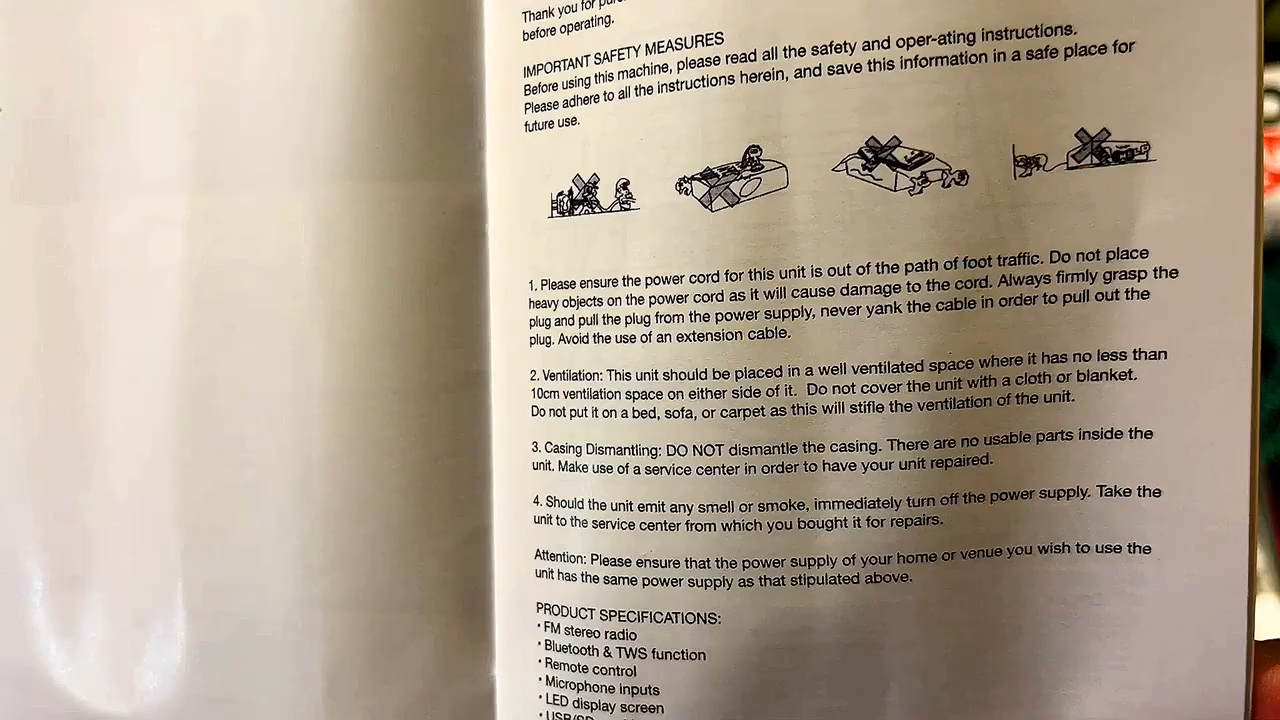 Thank you for
before operating.
IMPORTANT SAFETY MEASURES
Before using this machine, please read all the safety and oper-ating instructions.
Please adhere to all the instructions herein, and save this information in a safe place for
future use.
1. Please ensure the power cord for this unit is out of the path of foot traffic. Do not place
heavy objects on the power cord as it will cause damage to the cord. Always firmly grasp the
plug and pull the plug from the power supply, never yank the cable in order to pull out the
plug. Avoid the use of an extension cable.
2. Ventilation: This unit should be placed in a well ventilated space where it has no less than
10cm ventilation space on either side of it. Do not cover the unit with a cloth or blanket.
Do not put it on a bed, sofa, or carpet as this will stifle the ventilation of the unit.
3. Casing Dismantling: DO NOT dismantle the casing. There are no usable parts inside the
unit. Make use of a service center in order to have your unit repaired.
4. Should the unit emit any smell or smoke, immediately turn off the power supply. Take the
unit to the service center from which you bought it for repairs.
Attention: Please ensure that the power supply of your home or venue you wish to use the
unit has the same power supply as that stipulated above.
PRODUCT SPECIFICATIONS:
• FM stereo radio
• Bluetooth & TWS function
• Remote control
• Microphone inputs
• LED display screen